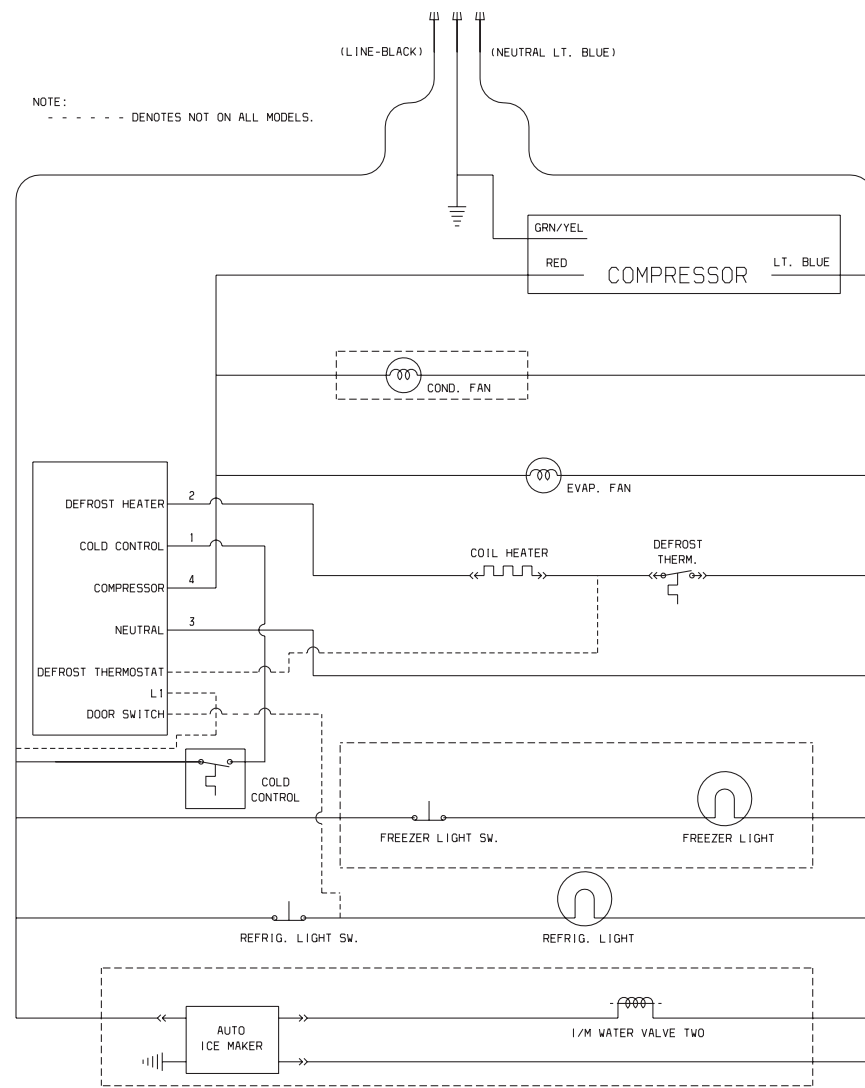 (LINE-BLACK)
(NEUTRAL LT. BLUE)
NOTE:
- - - - - - DENOTES NOT ON ALL MODELS.
GRN/YEL
RED
COMPRESSOR
LT. BLUE
COND. FAN
EVAP. FAN
DEFROST HEATER
2
COLD CONTROL
1
COMPRESSOR
4
NEUTRAL
3
DEFROST THERMOSTAT
L1
DOOR SWITCH
COIL HEATER
DEFROST
THERM.
COLD
CONTROL
FREEZER LIGHT SW.
FREEZER LIGHT
REFRIG. LIGHT SW.
REFRIG. LIGHT
AUTO
ICE MAKER
I/M WATER VALVE TWO